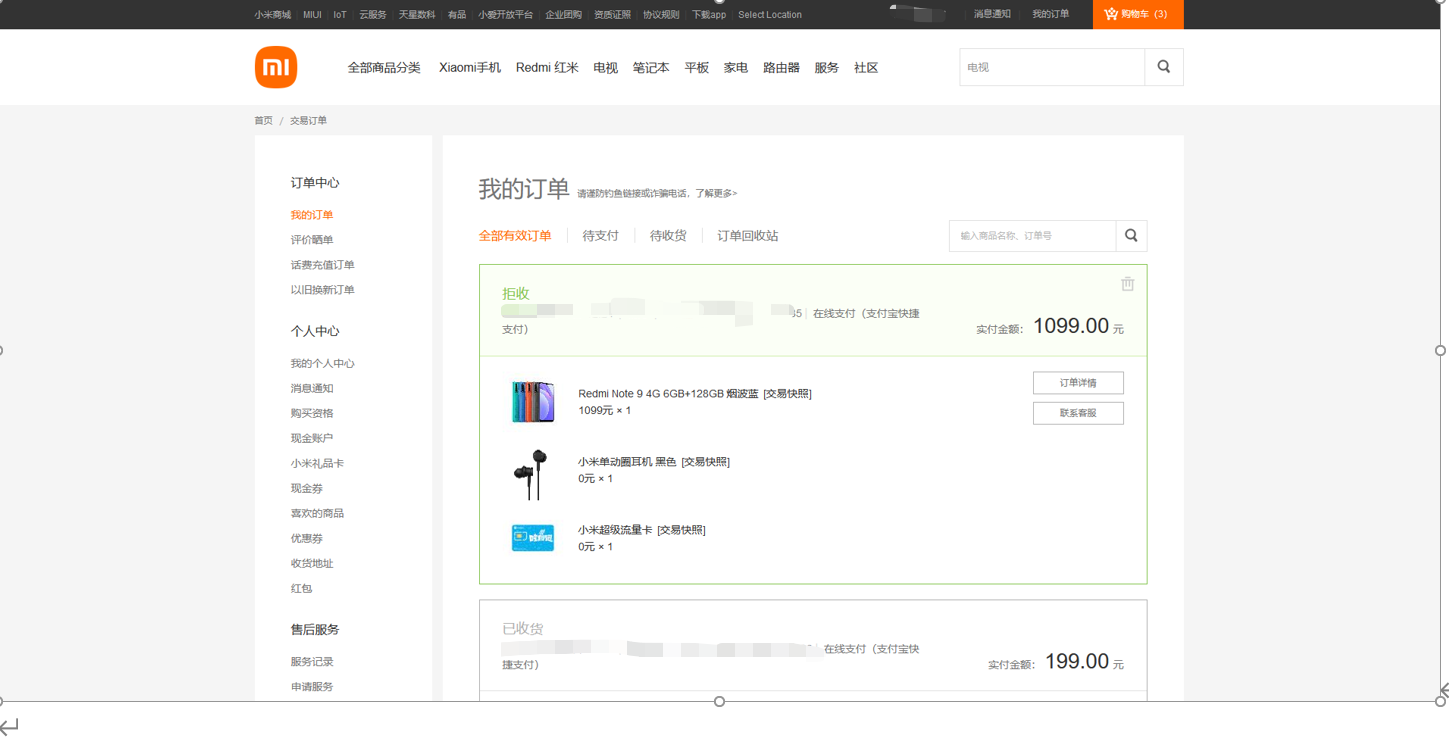 小米商城 MIUI IoT 云服务 天星数科 有品 小爱开放平台 企业团购 资质证照 协议规则 下载app Select Location 消息通知 我的订单 购物车（3）
全部商品分类 Xiaomi手机 Redmi 红米 电视 笔记本 平板 家电 路由器 服务 社区 电视
首页 / 交易订单
订单中心
我的订单
评价晒单
话费充值订单
以旧换新订单
个人中心
我的个人中心
消息通知
购买资格
现金账户
小米礼品卡
现金券
喜欢的商品
优惠券
收货地址
红包
售后服务
服务记录
申请服务
我的订单 请谨防钓鱼链接或诈骗电话，了解更多>
全部有效订单 待支付 待收货 订单回收站 输入商品名称、订单号
拒收
在线支付（支付宝快捷
支付） 实付金额：1099.00元
Redmi Note 9 4G 6GB+128GB 烟波蓝 [交易快照]
1099元 × 1
订单详情
联系客服
小米单动圈耳机 黑色 [交易快照]
0元 × 1
小米超级流量卡 [交易快照]
0元 × 1
已收货
在线支付（支付宝快
捷支付） 实付金额：199.00元